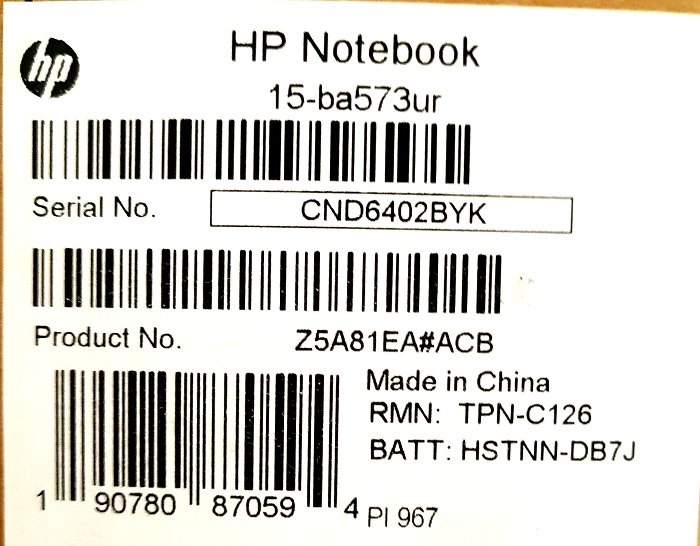 hp
HP Notebook
15-ba573ur
Serial No. CND6402BYK
Product No. Z5A81EA#ACB
Made in China
RMN: TPN-C126
BATT: HSTNN-DB7J
1 90780 87059 4 PI 967